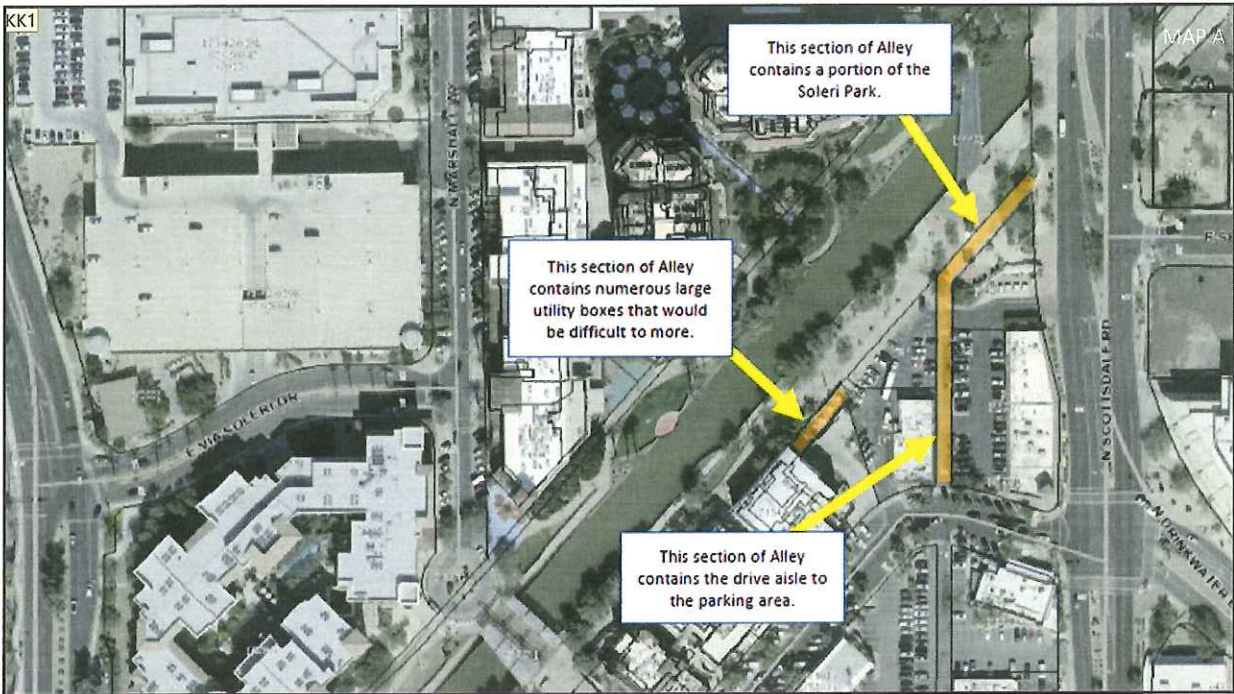 KK1
MAP A
This section of Alley
contains a portion of the
Soleri Park.
N MARSHALL
This section of Alley
contains numerous large
utility boxes that would
be difficult to more.
E VIA SOLERI DR
N SCOTTSDALE RD
This section of Alley
contains the drive aisle to
the parking area.
N DRINKWATER